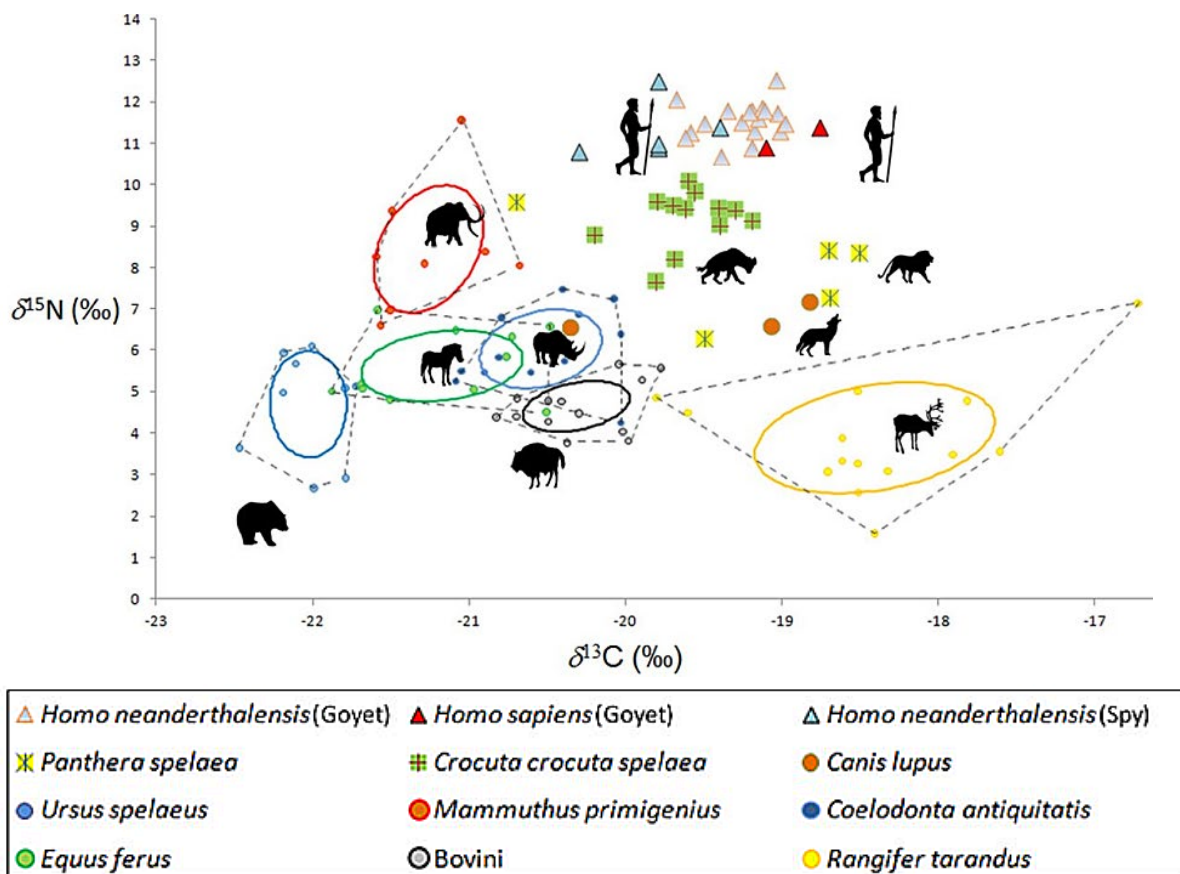 14
13
12
11
10
9
8
7
6
5
4
3
2
1
0
δ15N (‰)
-23 -22 -21 -20 -19 -18 -17
δ13C (‰)
Homo neanderthalensis (Goyet) Homo sapiens (Goyet) Homo neanderthalensis (Spy)
Panthera spelaea Crocuta crocuta spelaea Canis lupus
Ursus spelaeus Mammuthus primigenius Coelodonta antiquitatis
Equus ferus Bovini Rangifer tarandus